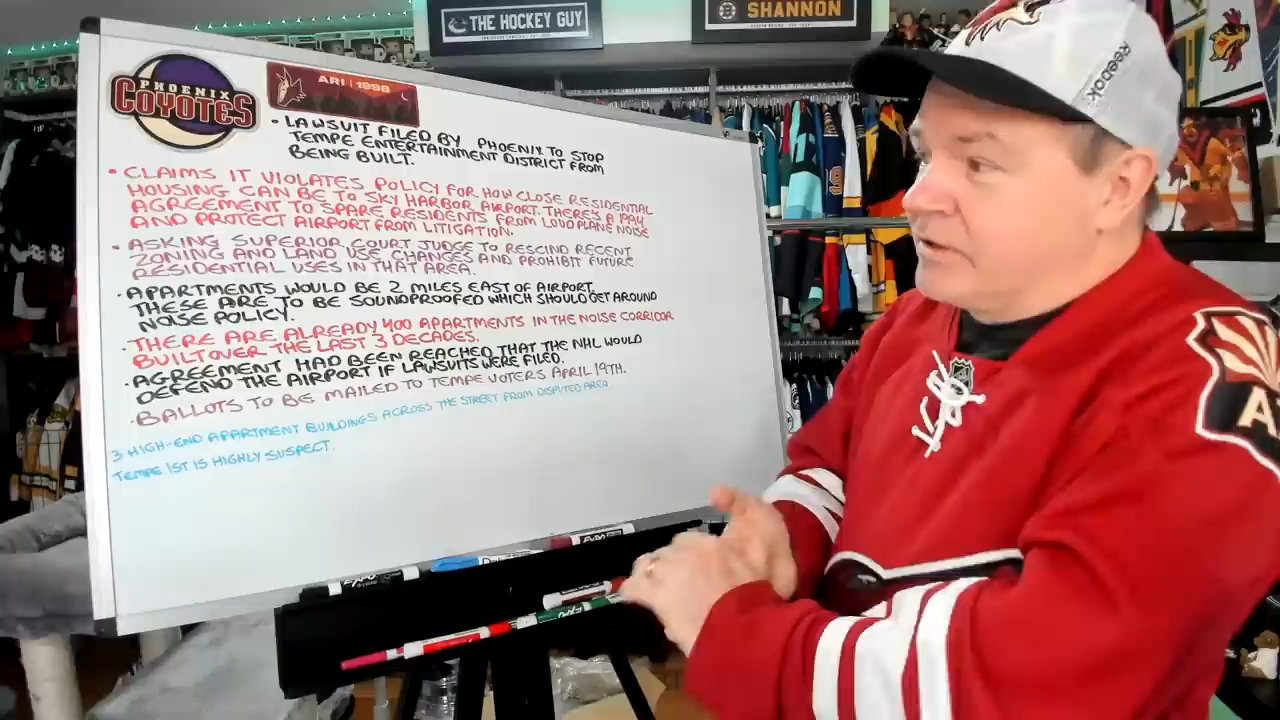 THE HOCKEY GUY
SHANNON
PHOENIX
COYOTES
ARI | 1998
• LAWSUIT FILED BY PHOENIX TO STOP
TEMPE ENTERTAINMENT DISTRICT FROM
BEING BUILT.
• CLAIMS IT VIOLATES POLICY FOR HOW CLOSE RESIDENTIAL
HOUSING CAN BE TO SKY HARBOR AIRPORT. THERE'S A PAY
AGREEMENT TO SPARE RESIDENTS FROM LOUD PLANE NOISE
AND PROTECT AIRPORT FROM LITIGATION.
• ASKING SUPERIOR COURT JUDGE TO RESCIND RECENT
ZONING AND LAND USE CHANGES AND PROHIBIT FUTURE
RESIDENTIAL USES IN THAT AREA.
• APARTMENTS WOULD BE 2 MILES EAST OF AIRPORT.
THESE ARE TO BE SOUNDPROOFED WHICH SHOULD GET AROUND
NOISE POLICY.
• THERE ARE ALREADY 400 APARTMENTS IN THE NOISE CORRIDOR
BUILT OVER THE LAST 3 DECADES.
• AGREEMENT HAD BEEN REACHED THAT THE NHL WOULD
DEFEND THE AIRPORT IF LAWSUITS WERE FILED.
• BALLOTS TO BE MAILED TO TEMPE VOTERS APRIL 19TH.
3 HIGH-END APARTMENT BUILDINGS ACROSS THE STREET FROM DISPUTED AREA
TEMPE 1ST IS HIGHLY SUSPECT.
Reebok
NHL
A
EXPO
EXPO
EXPO